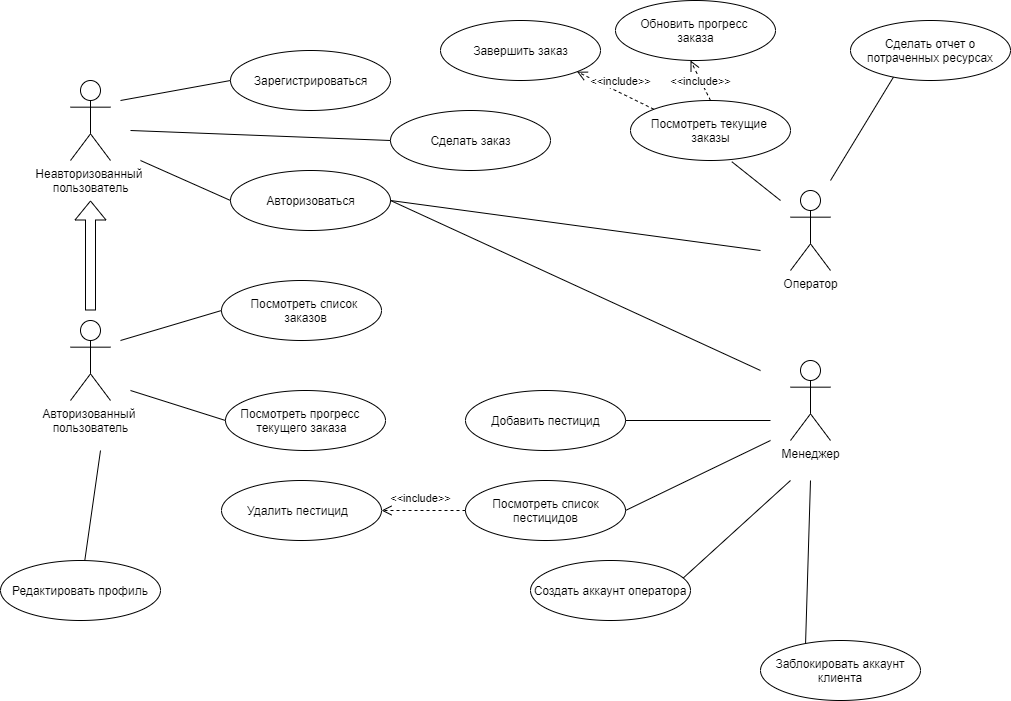 Обновить прогресс
заказа
Завершить заказ
Сделать отчет о
потраченных ресурсах
<<include>>
<<include>>
Зарегистрироваться
Посмотреть текущие
заказы
Сделать заказ
Неавторизованный
пользователь
Авторизоваться
Оператор
Посмотреть список
заказов
Авторизованный
пользователь
Посмотреть прогресс
текущего заказа
Добавить пестицид
Менеджер
<<include>>
Удалить пестицид
Посмотреть список
пестицидов
Редактировать профиль
Создать аккаунт оператора
Заблокировать аккаунт
клиента